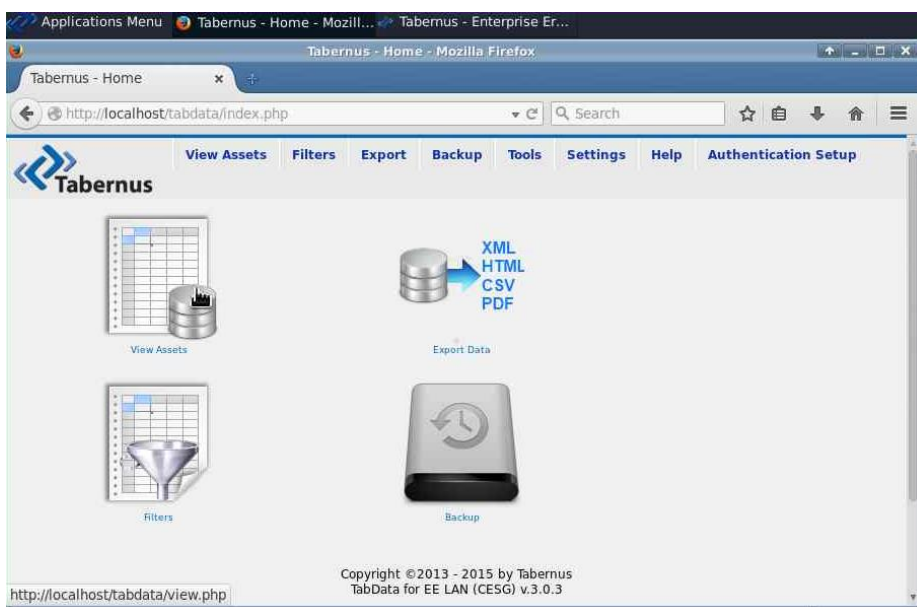 Applications Menu Tabernus - Home - Mozill... Tabernus - Enterprise Er...
Tabernus - Home - Mozilla Firefox
Tabernus - Home
http://localhost/tabdata/index.php Search
Tabernus
View Assets Filters Export Backup Tools Settings Help Authentication Setup
XML
HTML
CSV
PDF
View Assets Export Data
Filters Backup
Copyright ©2013 - 2015 by Tabernus
TabData for EE LAN (CESG) v.3.0.3
http://localhost/tabdata/view.php